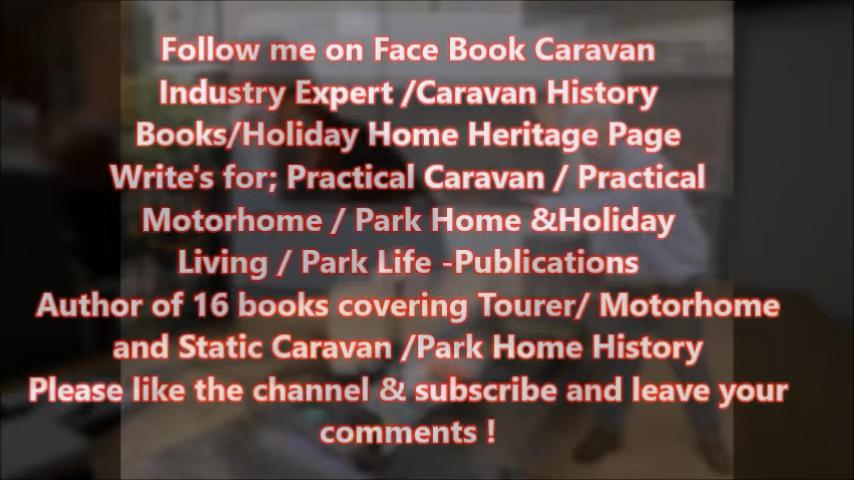 Follow me on Face Book Caravan
Industry Expert /Caravan History
Books/Holiday Home Heritage Page
Write's for; Practical Caravan / Practical
Motorhome / Park Home &Holiday
Living / Park Life -Publications
Author of 16 books covering Tourer/ Motorhome
and Static Caravan /Park Home History
Please like the channel & subscribe and leave your
comments !